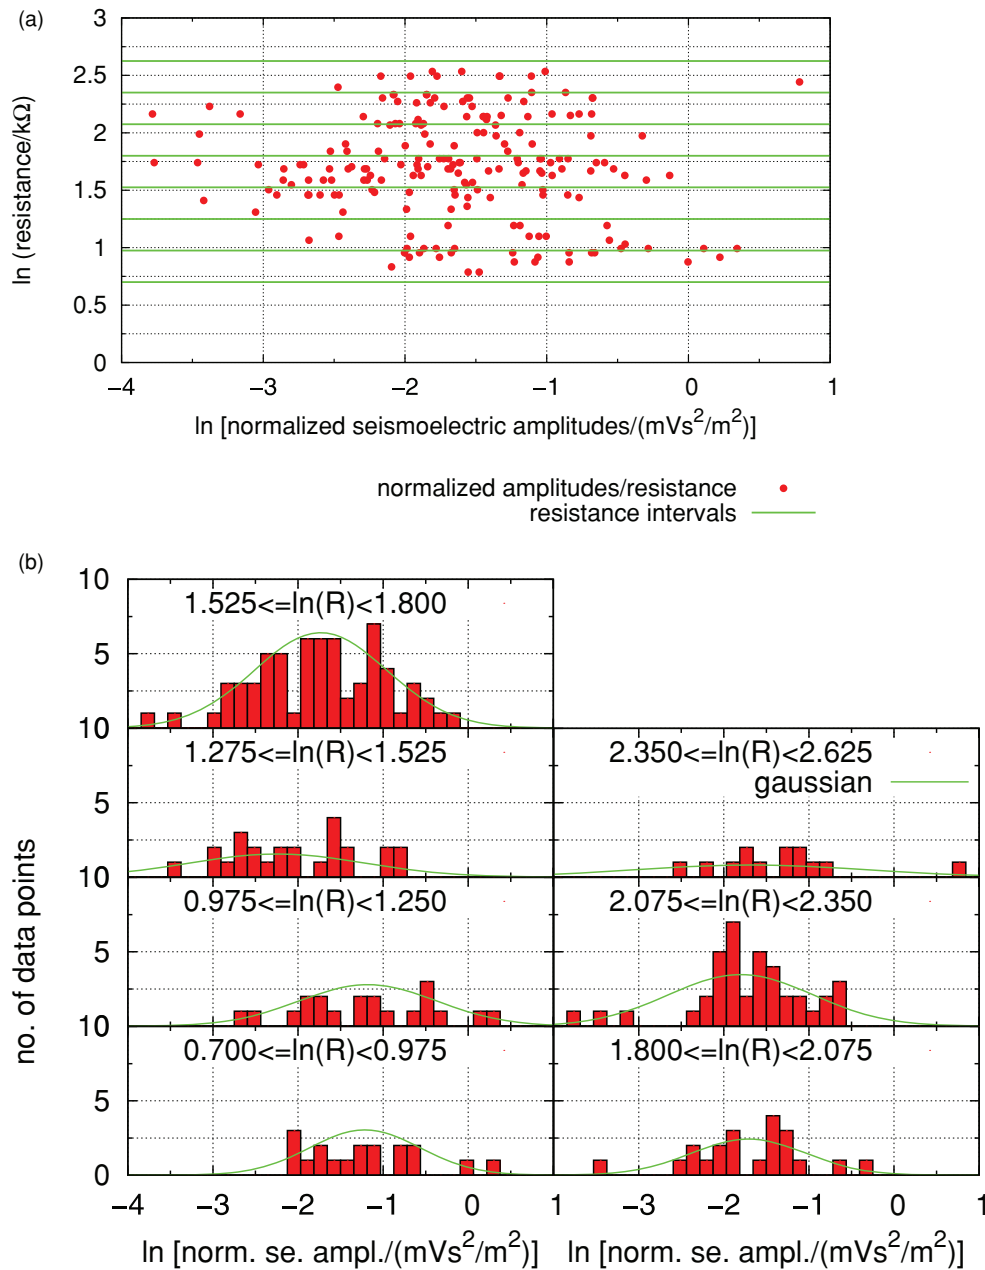 (a)
3
2.5
2
1.5
1
0.5
0
ln (resistance/kΩ)
−4 −3 −2 −1 0 1
ln [normalized seismoelectric amplitudes/(mVs²/m²)]
normalized amplitudes/resistance
resistance intervals
(b)
10
1.525<=ln(R)<1.800
5
10
1.275<=ln(R)<1.525 2.350<=ln(R)<2.625
gaussian
5
10
0.975<=ln(R)<1.250 2.075<=ln(R)<2.350
5
10
0.700<=ln(R)<0.975 1.800<=ln(R)<2.075
5
0
no. of data points
−4 −3 −2 −1 0 1 −3 −2 −1 0 1
ln [norm. se. ampl./(mVs²/m²)] ln [norm. se. ampl./(mVs²/m²)]